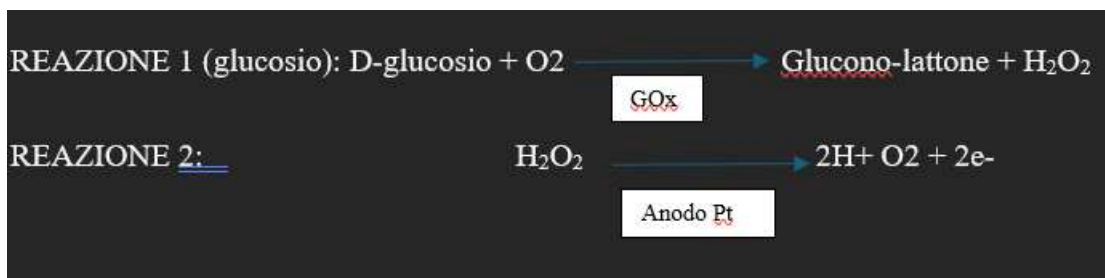 REAZIONE 1 (glucosio): D-glucosio + O2 Glucono-lattone + H₂O₂
GOx
REAZIONE 2: H₂O₂ 2H+ O2 + 2e-
Anodo Pt